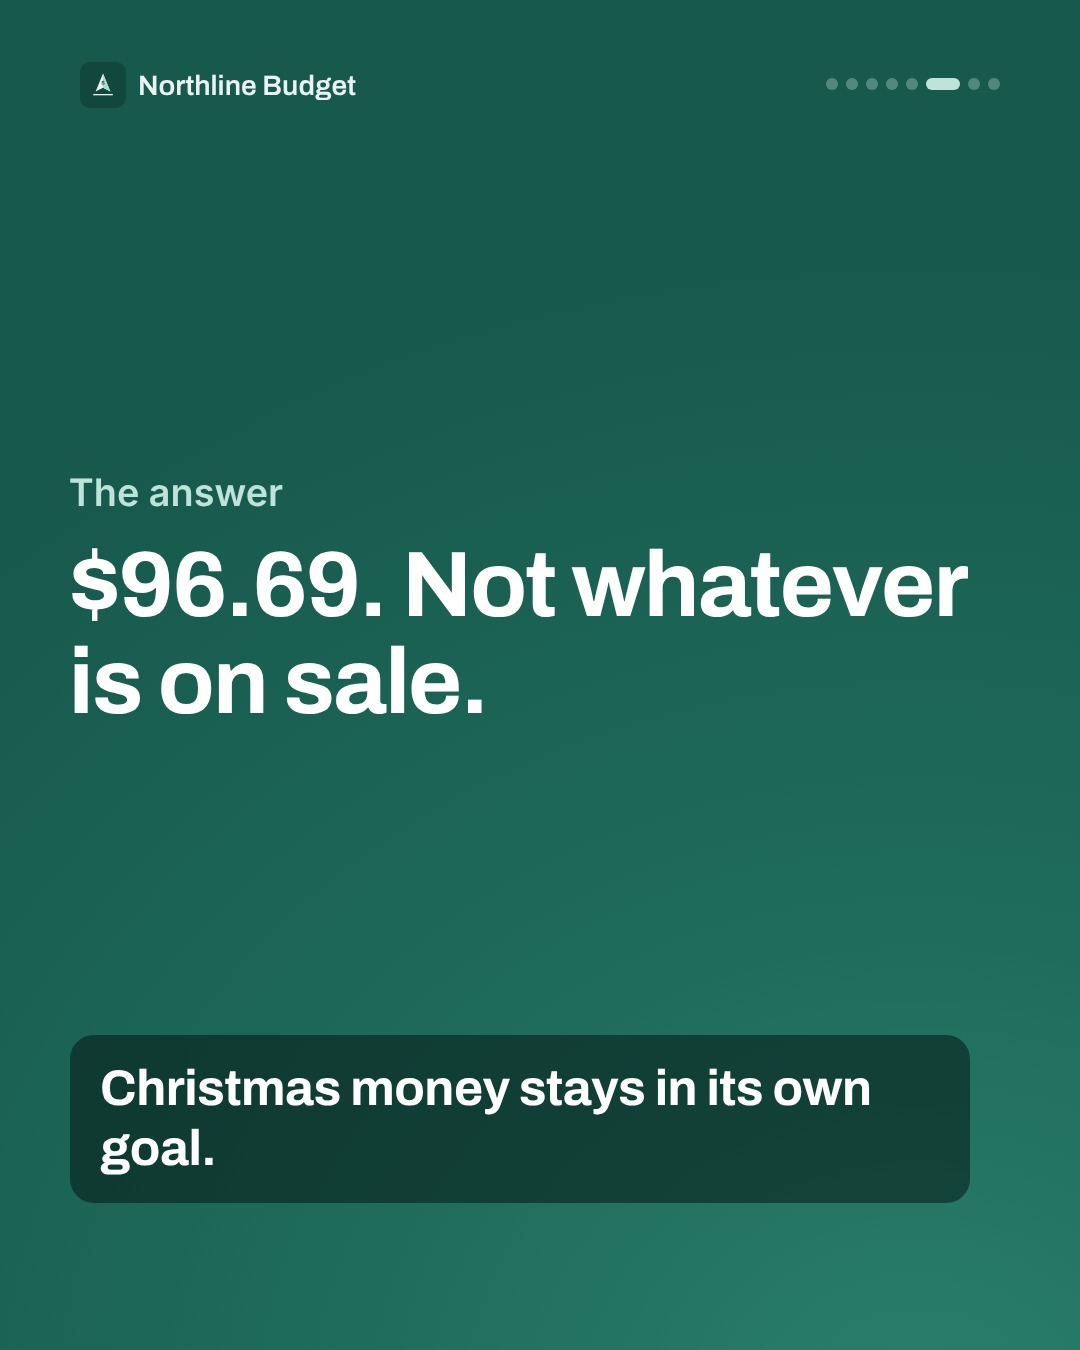 Northline Budget
The answer
$96.69. Not whatever
is on sale.
Christmas money stays in its own
goal.